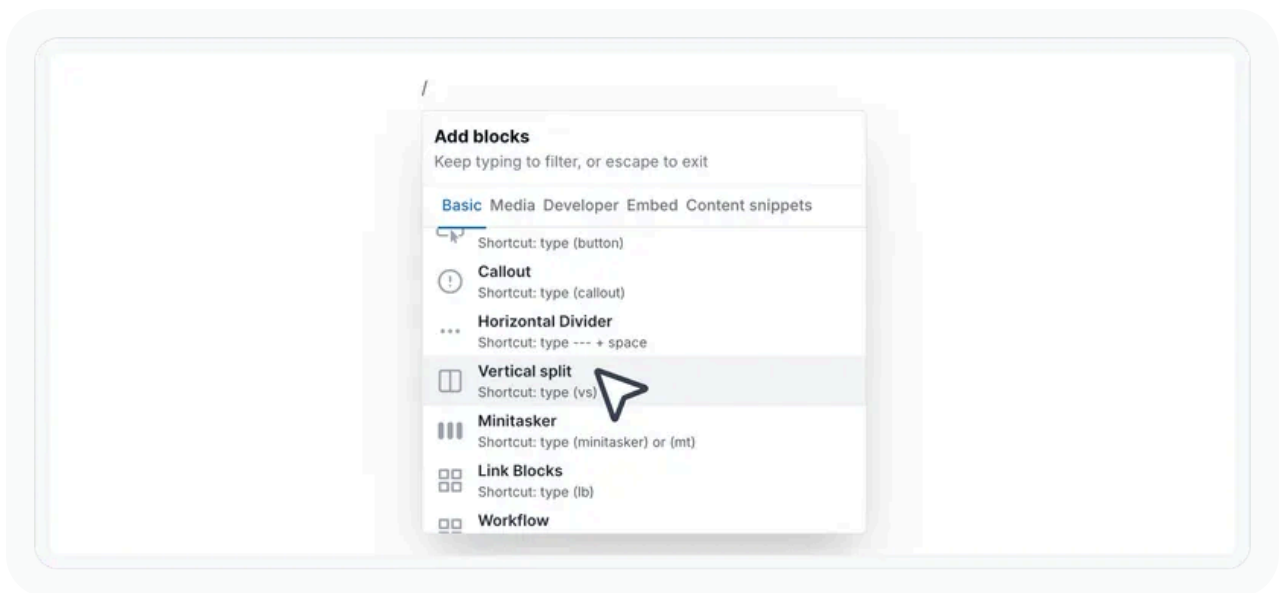 /
Add blocks
Keep typing to filter, or escape to exit
Basic Media Developer Embed Content snippets
Shortcut: type (button)
Callout
Shortcut: type (callout)
Horizontal Divider
Shortcut: type --- + space
Vertical split
Shortcut: type (vs)
Minitasker
Shortcut: type (minitasker) or (mt)
Link Blocks
Shortcut: type (lb)
Workflow